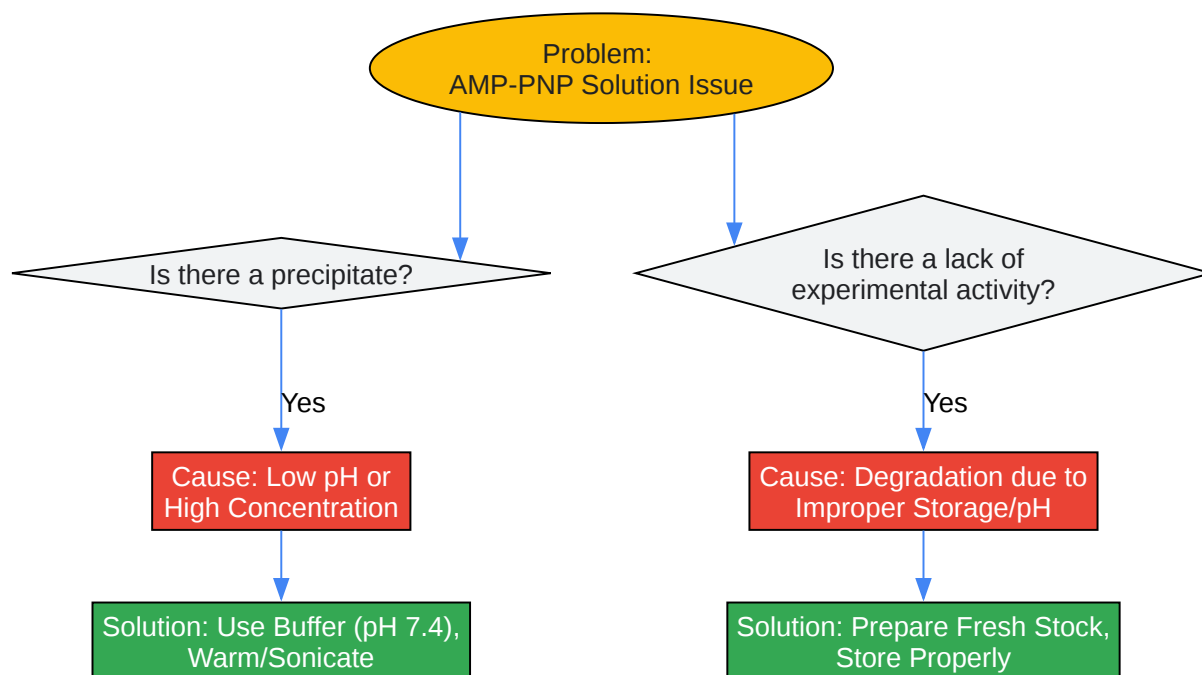 Problem:
AMP-PNP Solution Issue
Is there a precipitate?
Is there a lack of
experimental activity?
Yes
Yes
Cause: Low pH or
High Concentration
Cause: Degradation due to
Improper Storage/pH
Solution: Use Buffer (pH 7.4),
Warm/Sonicate
Solution: Prepare Fresh Stock,
Store Properly